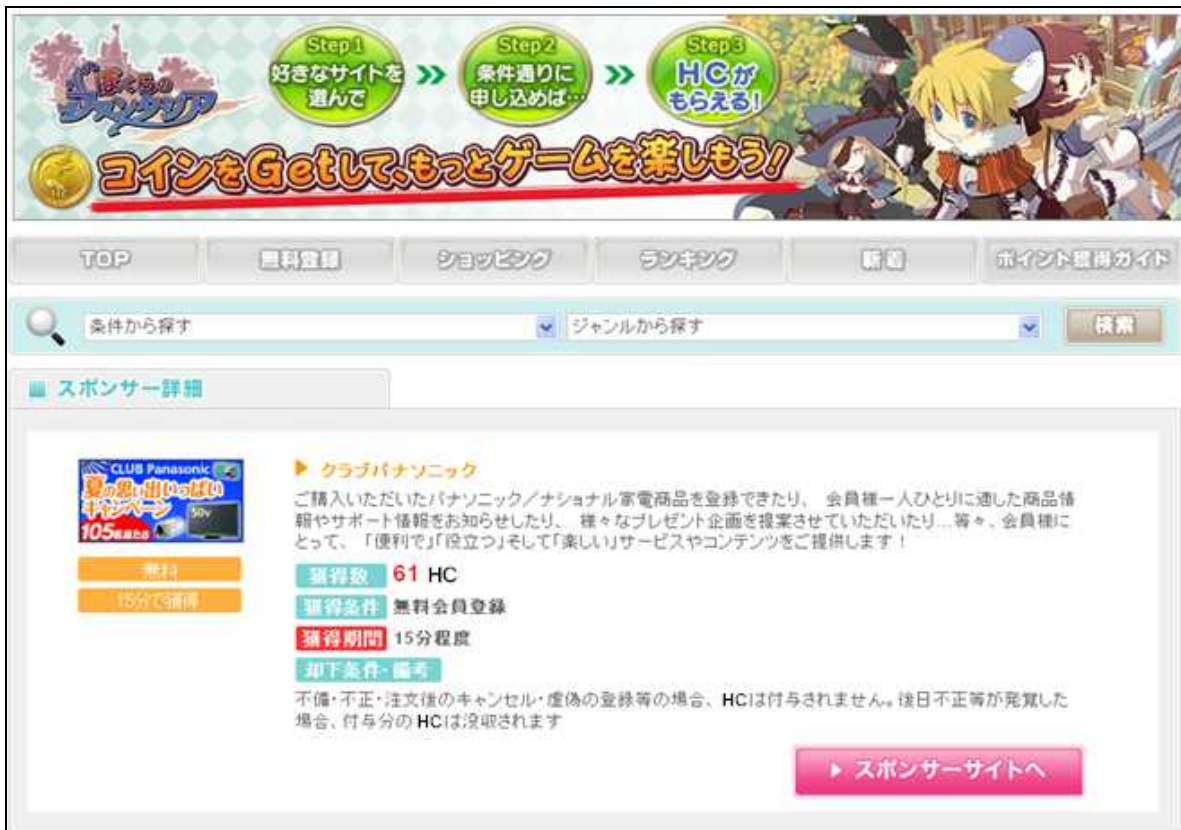 ぼくらの
ファンタジア
Step1
好きなサイトを
選んで
Step2
条件通りに
申し込めば…
Step3
HCが
もらえる!
コインをGetして、もっとゲームを楽しもう!
TOP
無料登録
ショッピング
ランキング
新着
ポイント獲得ガイド
条件から探す
ジャンルから探す
検索
スポンサー詳細
CLUB Panasonic
夏の思い出いっぱい
キャンペーン
50v
105名様たる
無料
15分で獲得
クラブパナソニック
ご購入いただいたパナソニック/ナショナル家電商品を登録できたり、 会員様一人ひとりに適した商品情
報やサポート情報をお知らせしたり、 様々なプレゼント企画を提案させていただいたり...等々、会員様に
とって、「便利で」「役立つ」そして「楽しい」サービスやコンテンツをご提供します!
獲得数 61 HC
獲得条件 無料会員登録
獲得期間 15分程度
却下条件・備考
不備・不正・注文後のキャンセル・虚偽の登録等の場合、HCは付与されません。後日不正等が発覚した
場合、付与分のHCは没収されます
スポンサーサイトへ